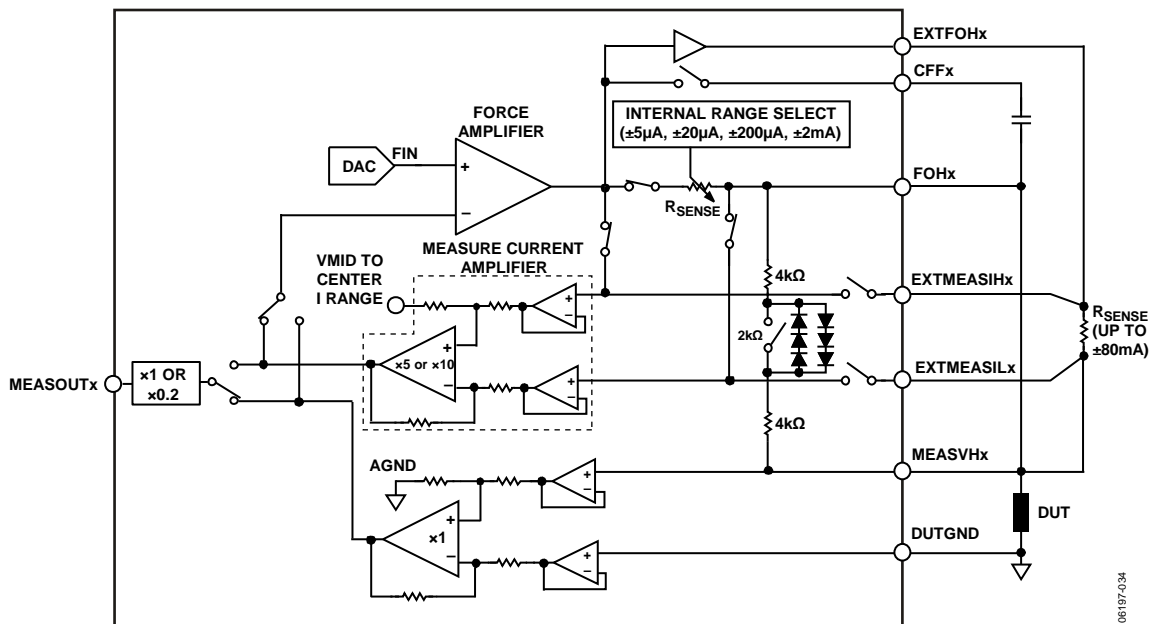 EXTFOHx
CFFx
FORCE
AMPLIFIER
INTERNAL RANGE SELECT
(±5µA, ±20µA, ±200µA, ±2mA)
DAC
FIN
+
–
RSENSE
FOHx
VMID TO
CENTER
I RANGE
MEASURE CURRENT
AMPLIFIER
+
–
4kΩ
EXTMEASIHx
RSENSE
(UP TO
±80mA)
2kΩ
+
×5 or ×10
–
+
–
EXTMEASILx
MEASOUTx
×1 OR
×0.2
4kΩ
AGND
+
–
MEASVHx
+
×1
–
DUT
+
–
DUTGND
06197-034